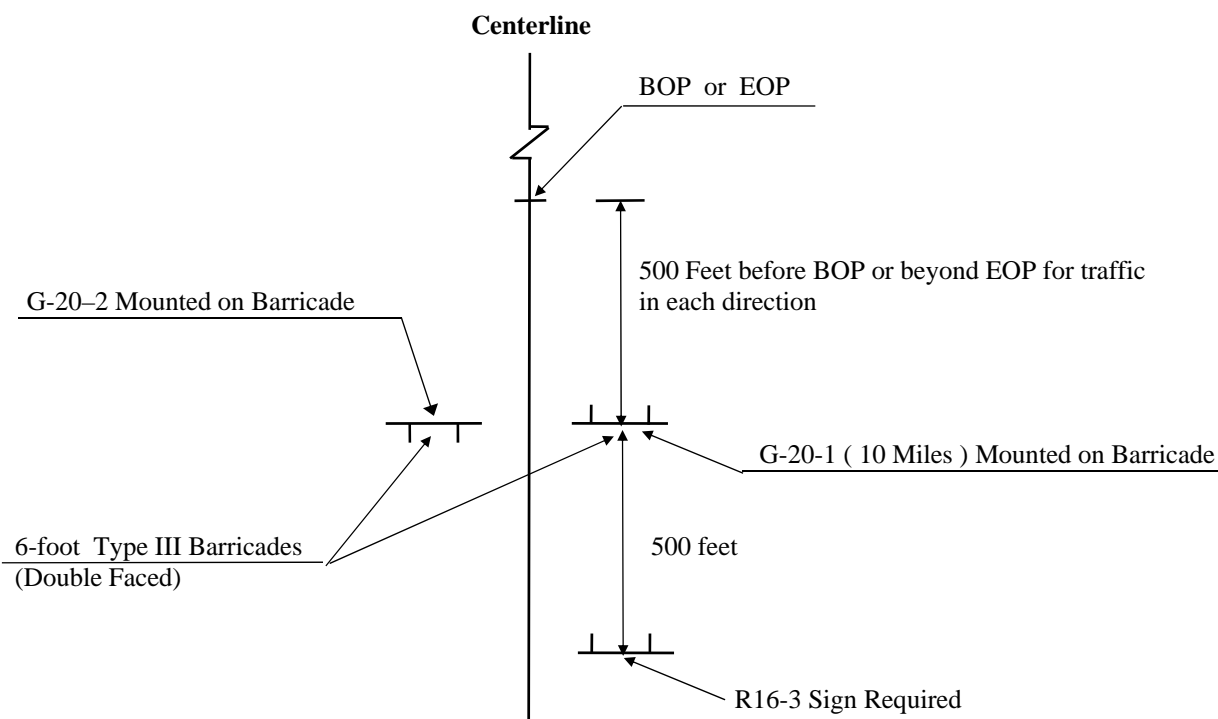 Centerline
BOP or EOP
500 Feet before BOP or beyond EOP for traffic
in each direction
G-20–2 Mounted on Barricade
G-20-1 ( 10 Miles ) Mounted on Barricade
6-foot Type III Barricades
(Double Faced)
500 feet
R16-3 Sign Required